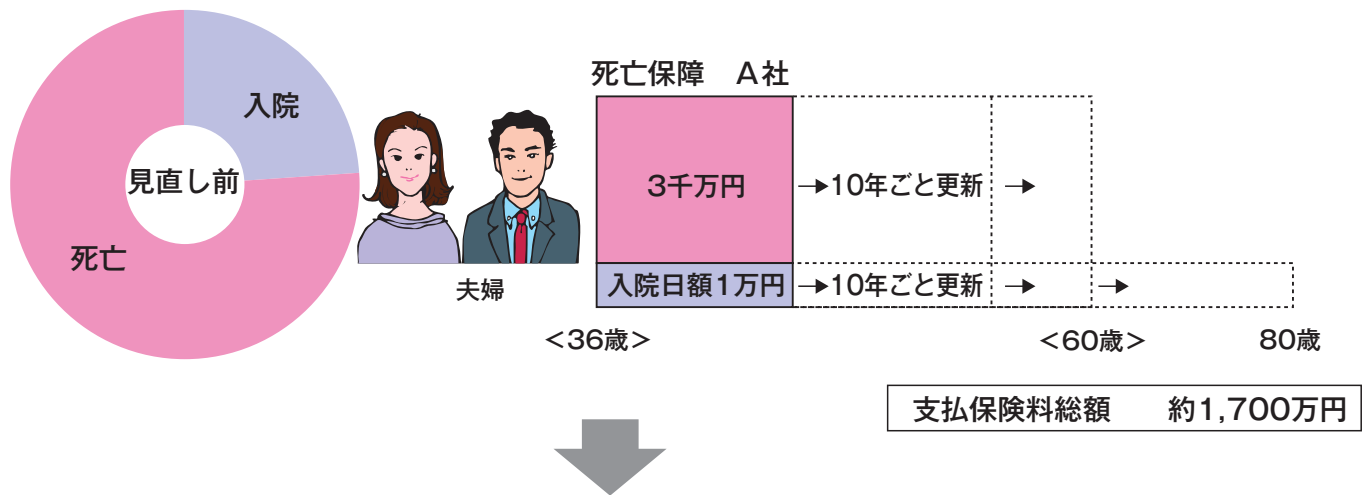 入院
見直し前
死亡
夫婦
死亡保障　A社
3千万円
→10年ごと更新
→
入院日額1万円
→10年ごと更新
→
→
＜36歳＞
＜60歳＞
80歳
支払保険料総額　約1,700万円